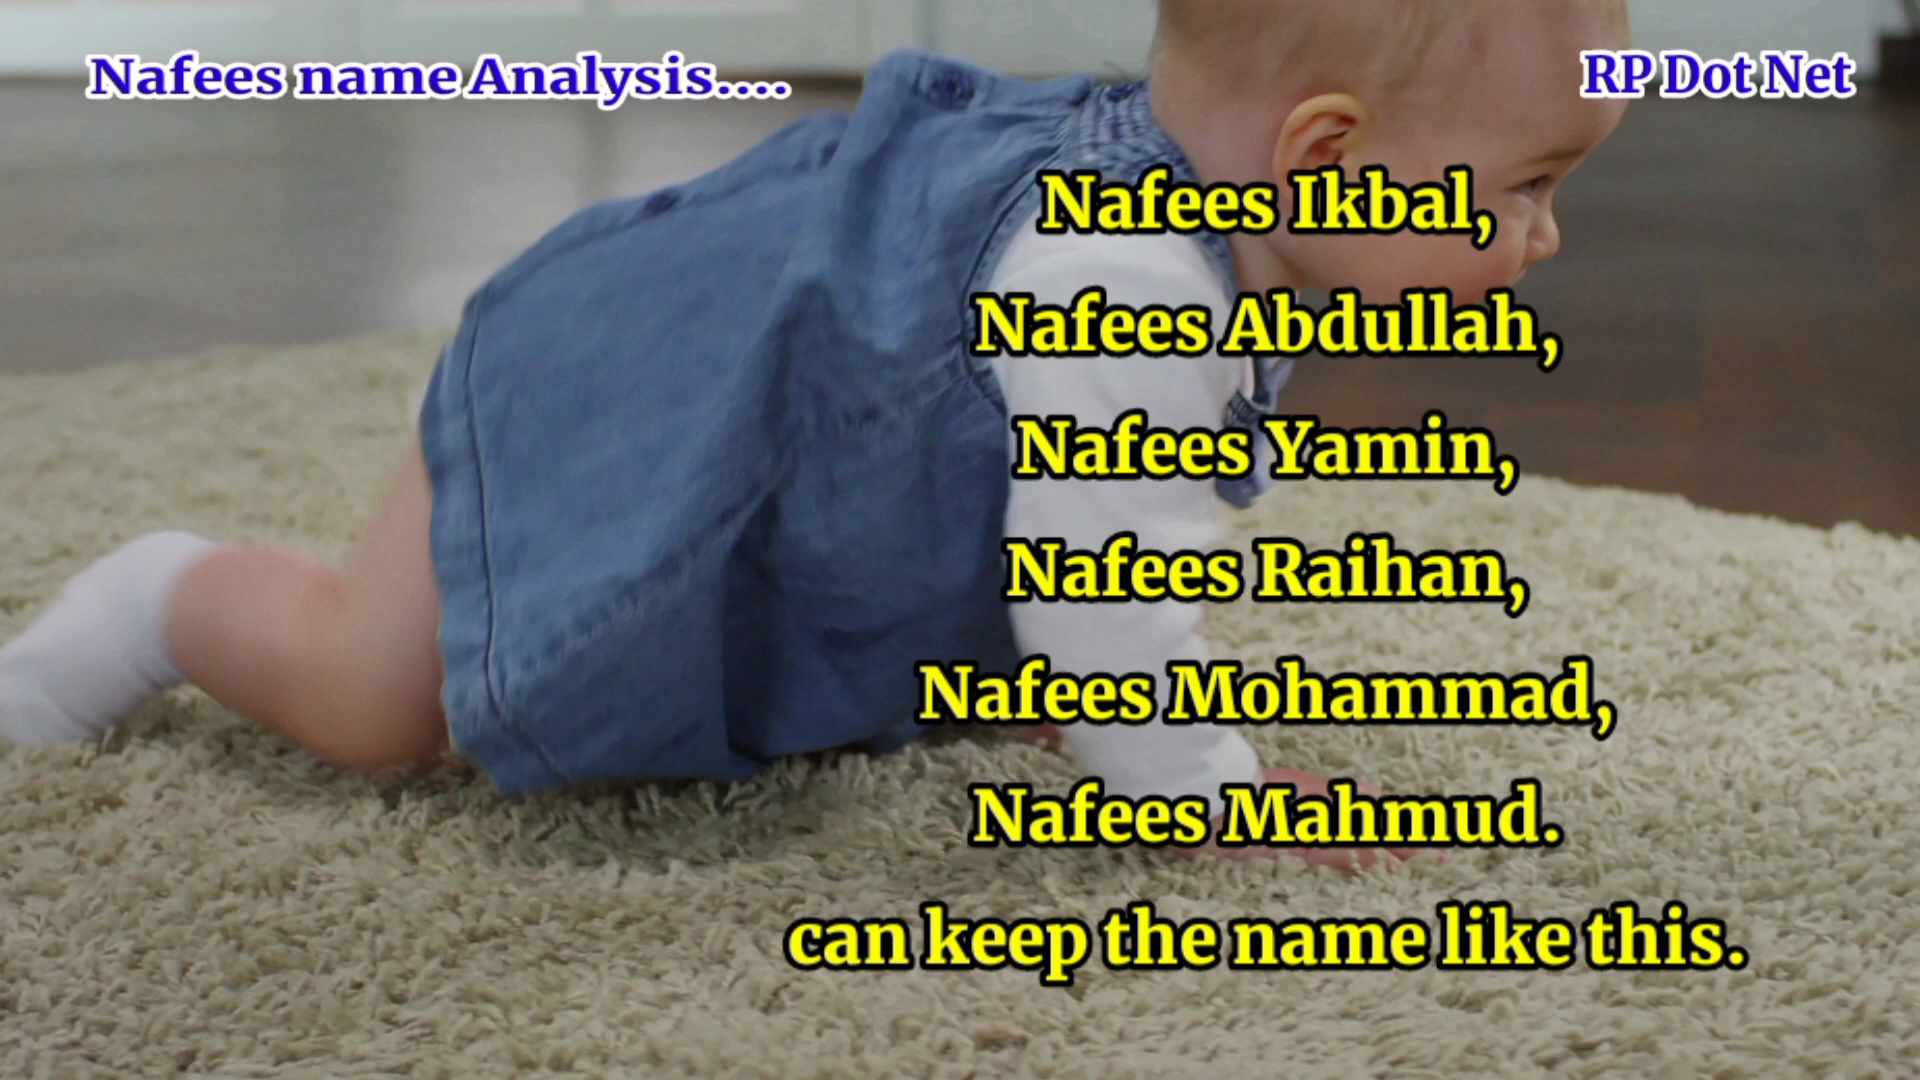 Nafees name Analysis....
RP Dot Net
Nafees Ikbal,
Nafees Abdullah,
Nafees Yamin,
Nafees Raihan,
Nafees Mohammad,
Nafees Mahmud.
can keep the name like this.